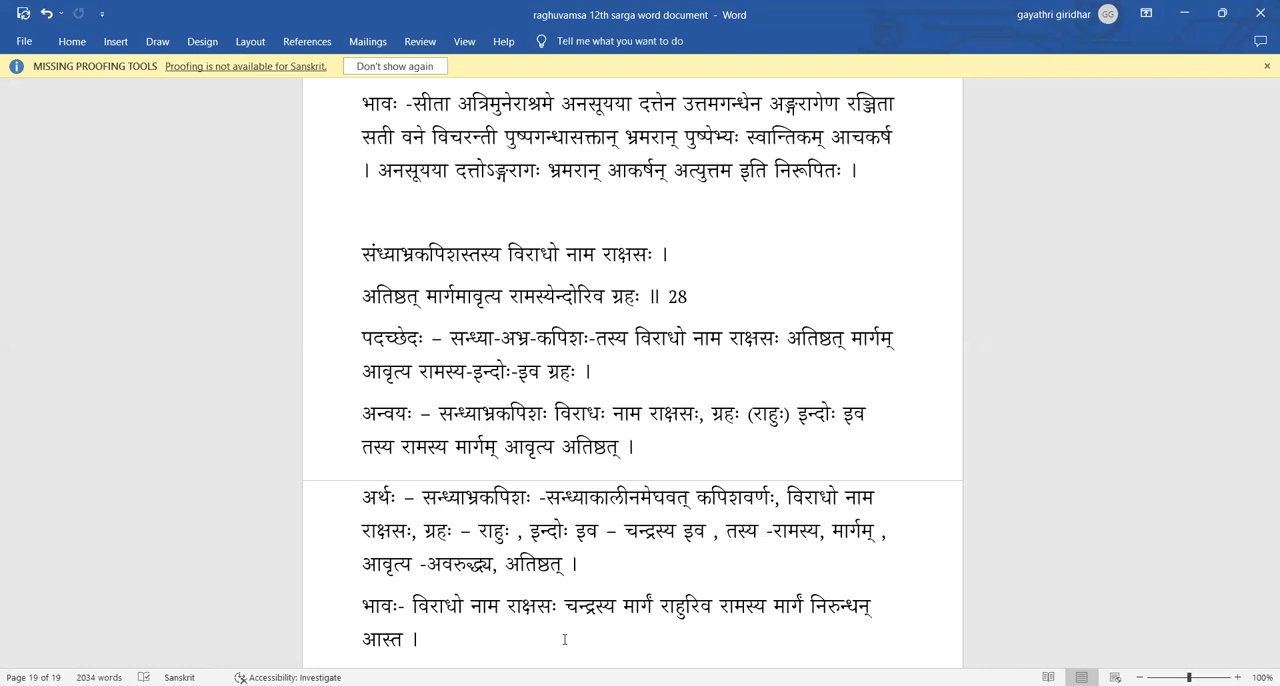 raghuvamsa 12th sarga word document - Word
gayathri giridhar GG
File Home Insert Draw Design Layout References Mailings Review View Help Tell me what you want to do
MISSING PROOFING TOOLS Proofing is not available for Sanskrit. Don't show again
भावः -सीता अत्रिमुनेराश्रमे अनसूयया दत्तेन उत्तमगन्धेन अङ्गरागेण रञ्जिता
सती वने विचरन्ती पुष्पगन्धासक्तान् भ्रमरान् पुष्पेभ्यः स्वान्तिकम् आचकर्ष
। अनसूयया दत्तोऽङ्गरागः भ्रमरान् आकर्षन् अत्युत्तम इति निरूपितः ।
संध्याभ्रकपिशस्तस्य विराधो नाम राक्षसः ।
अतिष्ठत् मार्गमावृत्य रामस्येन्दोरिव ग्रहः ॥ 28
पदच्छेदः – सन्ध्या-अभ्र-कपिशः-तस्य विराधो नाम राक्षसः अतिष्ठत् मार्गम्
आवृत्य रामस्य-इन्दोः-इव ग्रहः ।
अन्वयः – सन्ध्याभ्रकपिशः विराधः नाम राक्षसः, ग्रहः (राहुः) इन्दोः इव
तस्य रामस्य मार्गम् आवृत्य अतिष्ठत् ।
अर्थः – सन्ध्याभ्रकपिशः -सन्ध्याकालीनमेघवत् कपिशवर्णः, विराधो नाम
राक्षसः, ग्रहः – राहुः , इन्दोः इव – चन्द्रस्य इव , तस्य -रामस्य, मार्गम् ,
आवृत्य -अवरुद्ध्य, अतिष्ठत् ।
भावः- विराधो नाम राक्षसः चन्द्रस्य मार्गं राहुरिव रामस्य मार्गं निरुन्धन्
आस्त ।
Page 19 of 19 2034 words Sanskrit Accessibility: Investigate 100%